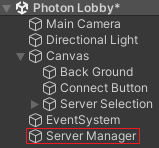 Photon Lobby*
Main Camera
Directional Light
Canvas
Back Ground
Connect Button
Server Selection
EventSystem
Server Manager